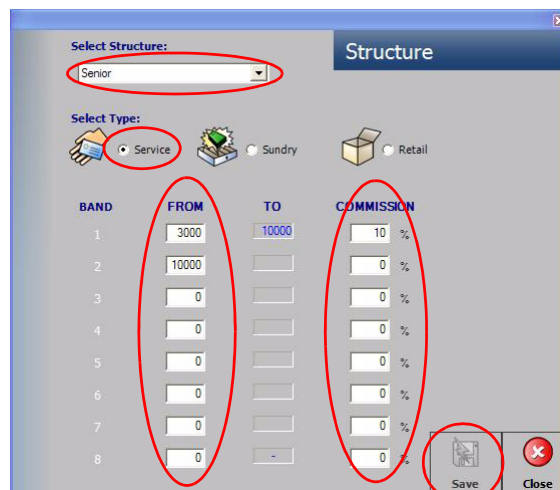 Select Structure:
Structure
Senior
Select Type:
Service Sundry Retail
BAND FROM TO COMMISSION
1 3000 10000 10 %
2 10000 0 %
3 0 0 %
4 0 0 %
5 0 0 %
6 0 0 %
7 0 0 %
8 0 - 0 %
Save Close